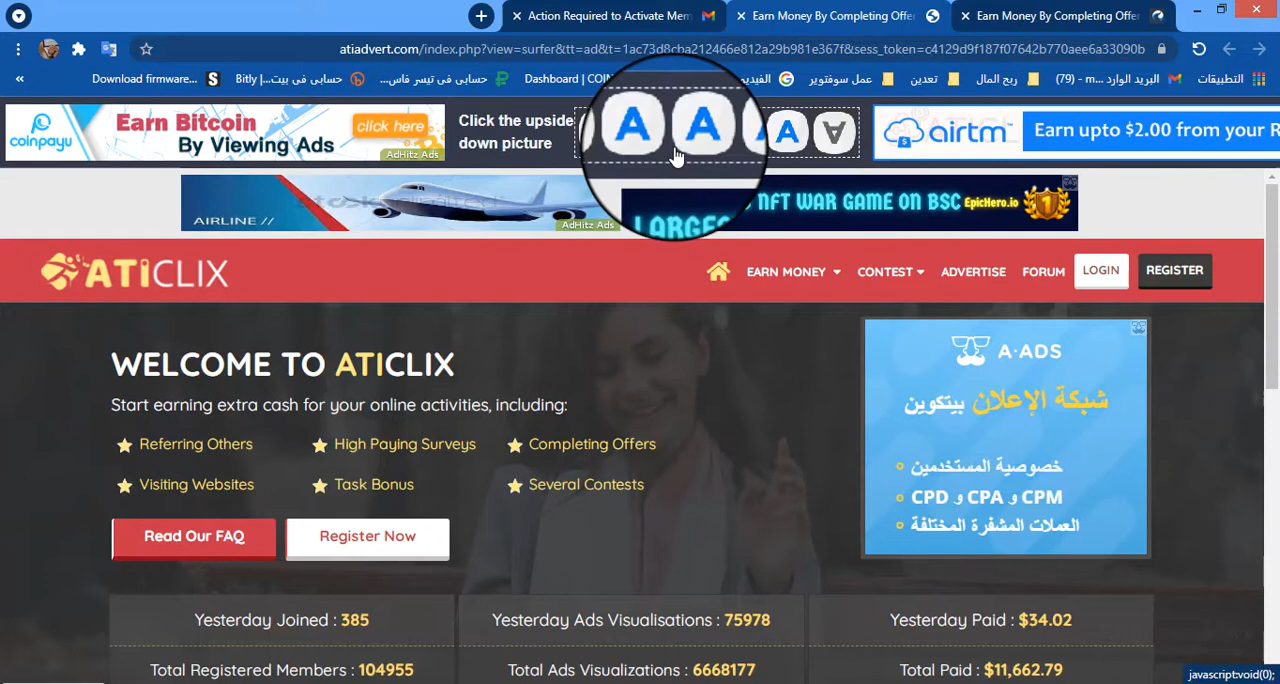 Action Required to Activate Mem
Earn Money By Completing Offer
Earn Money By Completing Offer
atiadvert.com/index.php?view=surfer&tt=ad&t=1ac73d8cba212466e812a29b981e367f&sess_token=c4129d9f187f07642b770aee6a33090b
« Download firmware... Bitly | حسابى فى بيت... حسابى فى تيسر فاس... Dashboard | COIN الفيديو عمل سوفتوير تعدين ربح المال البريد الوارد (79) - m... التطبيقات
coinpayu
Earn Bitcoin
By Viewing Ads
click here
AdHitz Ads
Click the upside
down picture
A A A A
airtm™
Earn upto $2.00 from your R
AIRLINE //
AdHitz Ads
LARGES
NFT WAR GAME ON BSC
EpicHero.io
ATICLIX
EARN MONEY CONTEST ADVERTISE FORUM LOGIN REGISTER
WELCOME TO ATICLIX
Start earning extra cash for your online activities, including:
Referring Others High Paying Surveys Completing Offers
Visiting Websites Task Bonus Several Contests
Read Our FAQ Register Now
A-ADS
شبكة الإعلان بيتكوين
خصوصية المستخدمين
CPM و CPA و CPD
العملات المشفرة المختلفة
Yesterday Joined : 385 Yesterday Ads Visualisations : 75978 Yesterday Paid : $34.02
Total Registered Members : 104955 Total Ads Visualizations : 6668177 Total Paid : $11,662.79
javascript:void(0);